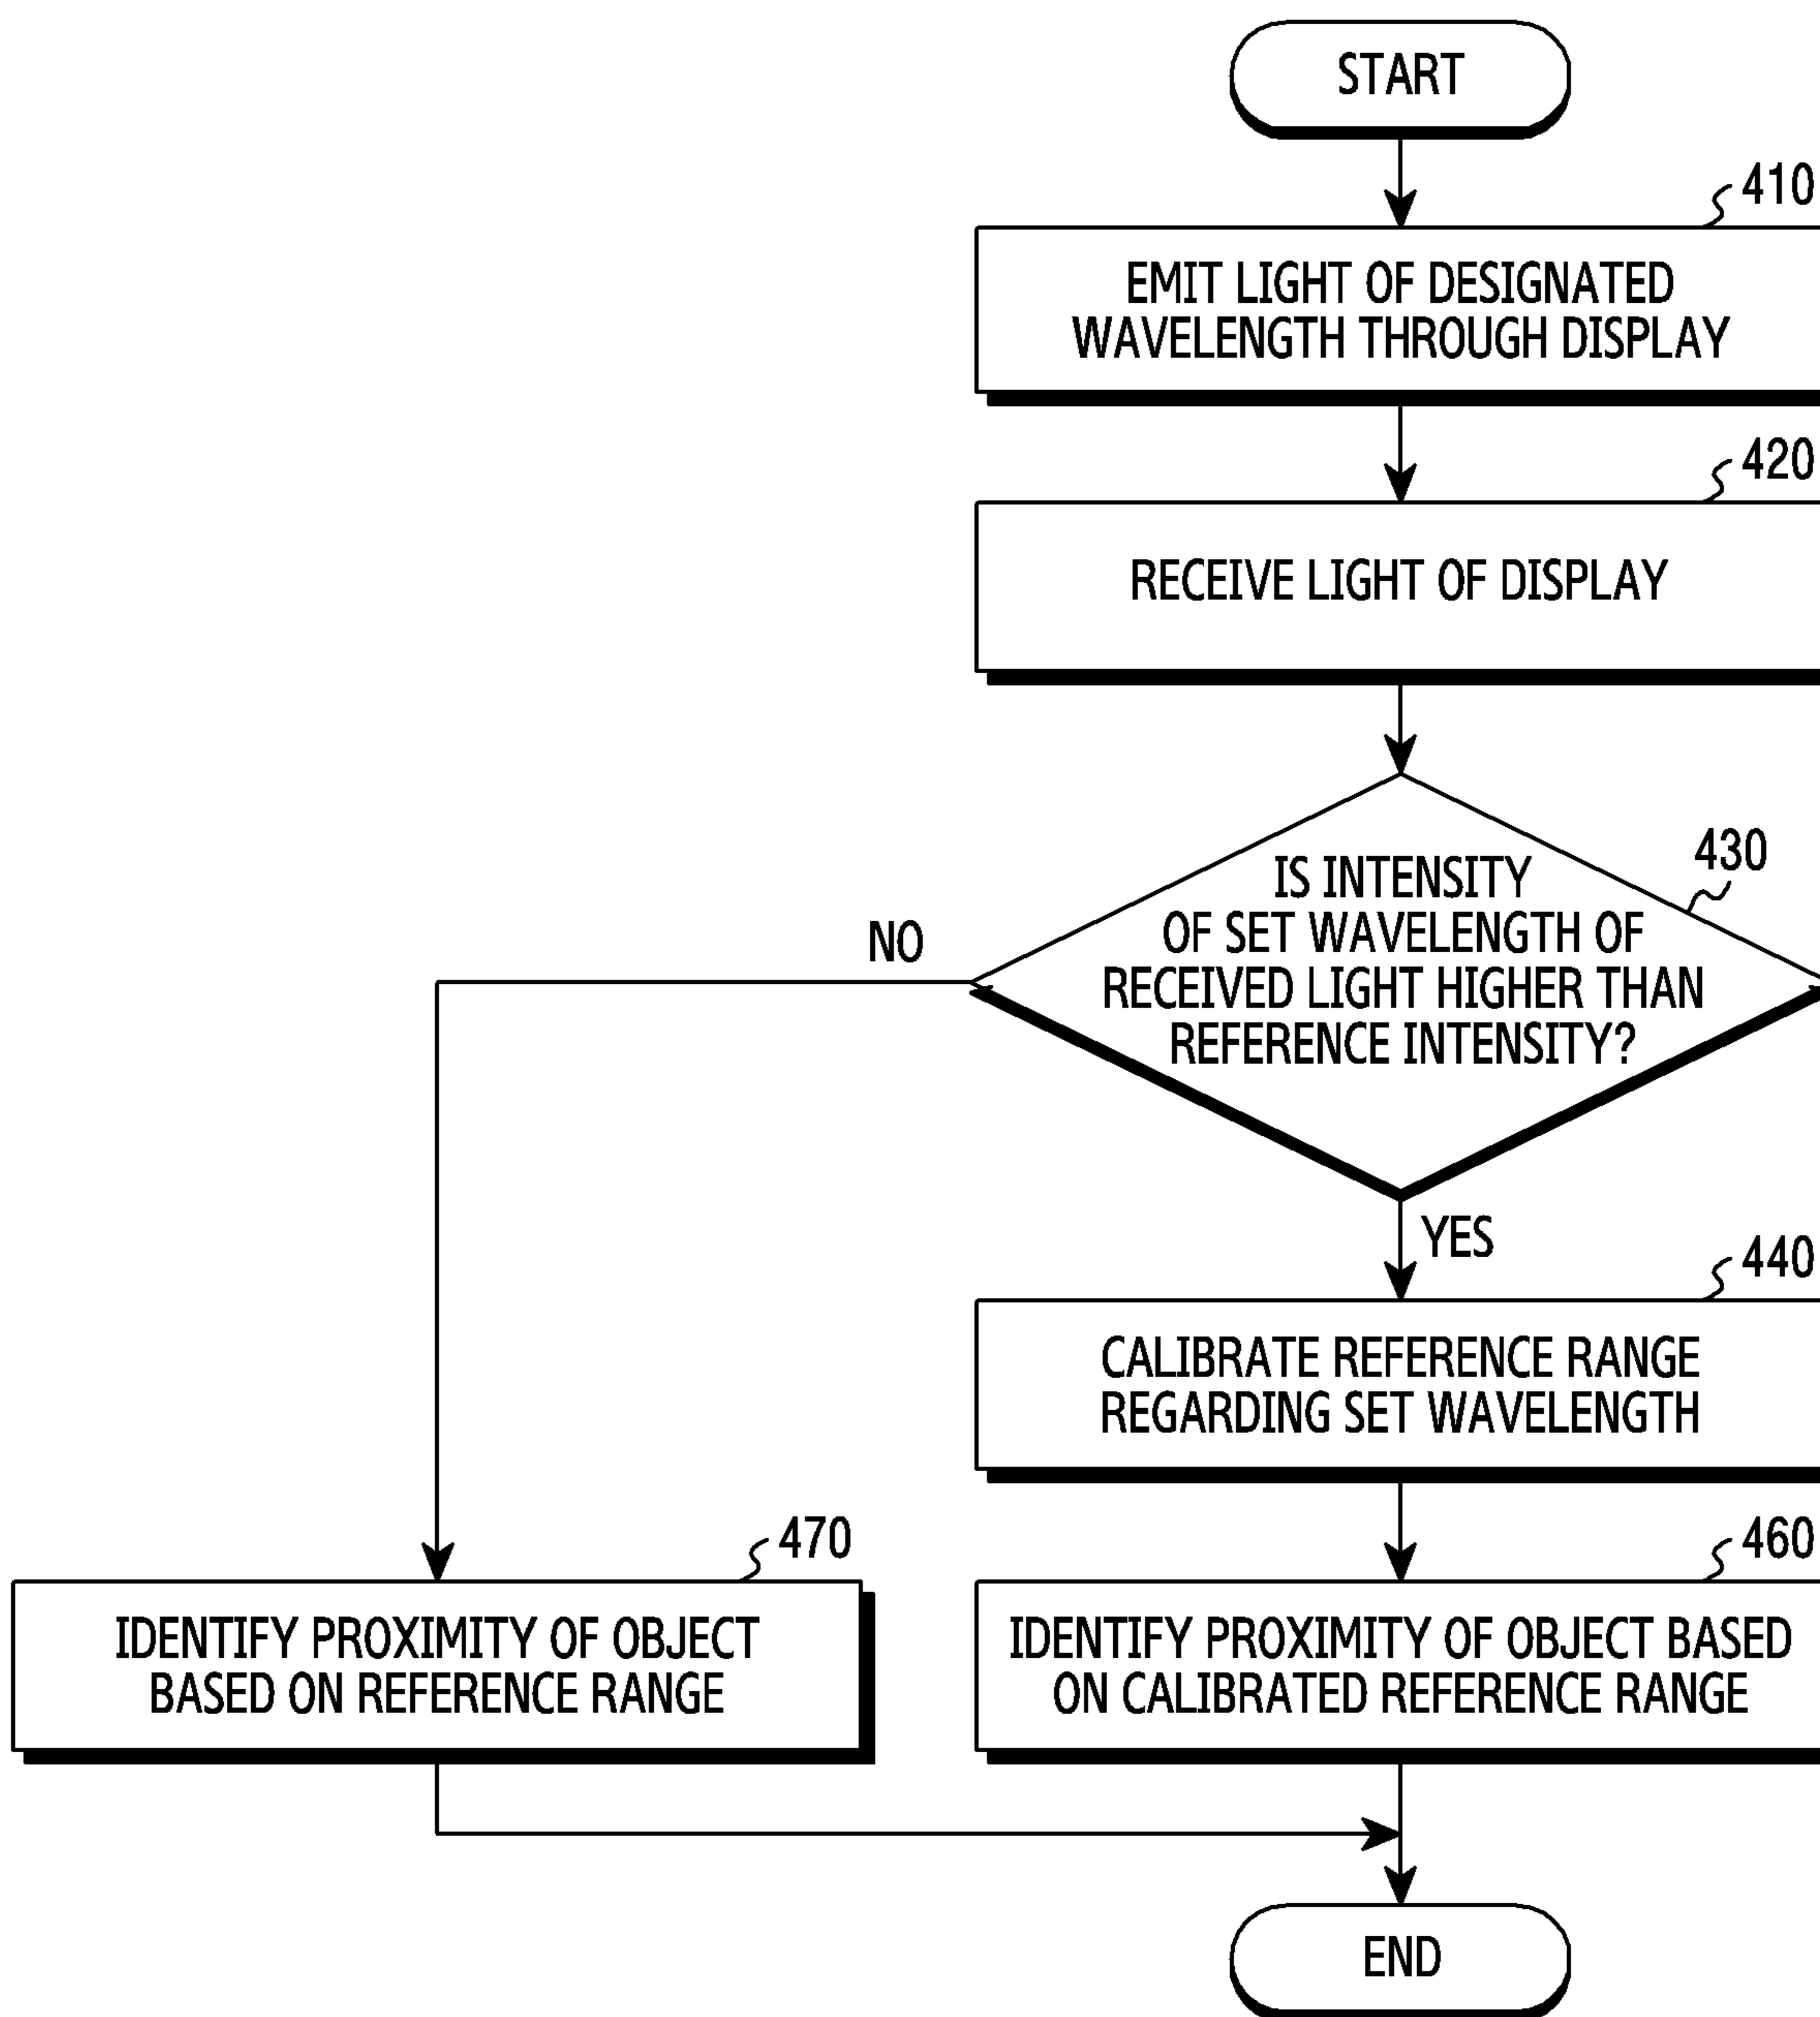 START
410
EMIT LIGHT OF DESIGNATED
WAVELENGTH THROUGH DISPLAY
420
RECEIVE LIGHT OF DISPLAY
430
IS INTENSITY
OF SET WAVELENGTH OF
RECEIVED LIGHT HIGHER THAN
REFERENCE INTENSITY?
NO
YES
440
CALIBRATE REFERENCE RANGE
REGARDING SET WAVELENGTH
470
IDENTIFY PROXIMITY OF OBJECT
BASED ON REFERENCE RANGE
460
IDENTIFY PROXIMITY OF OBJECT BASED
ON CALIBRATED REFERENCE RANGE
END